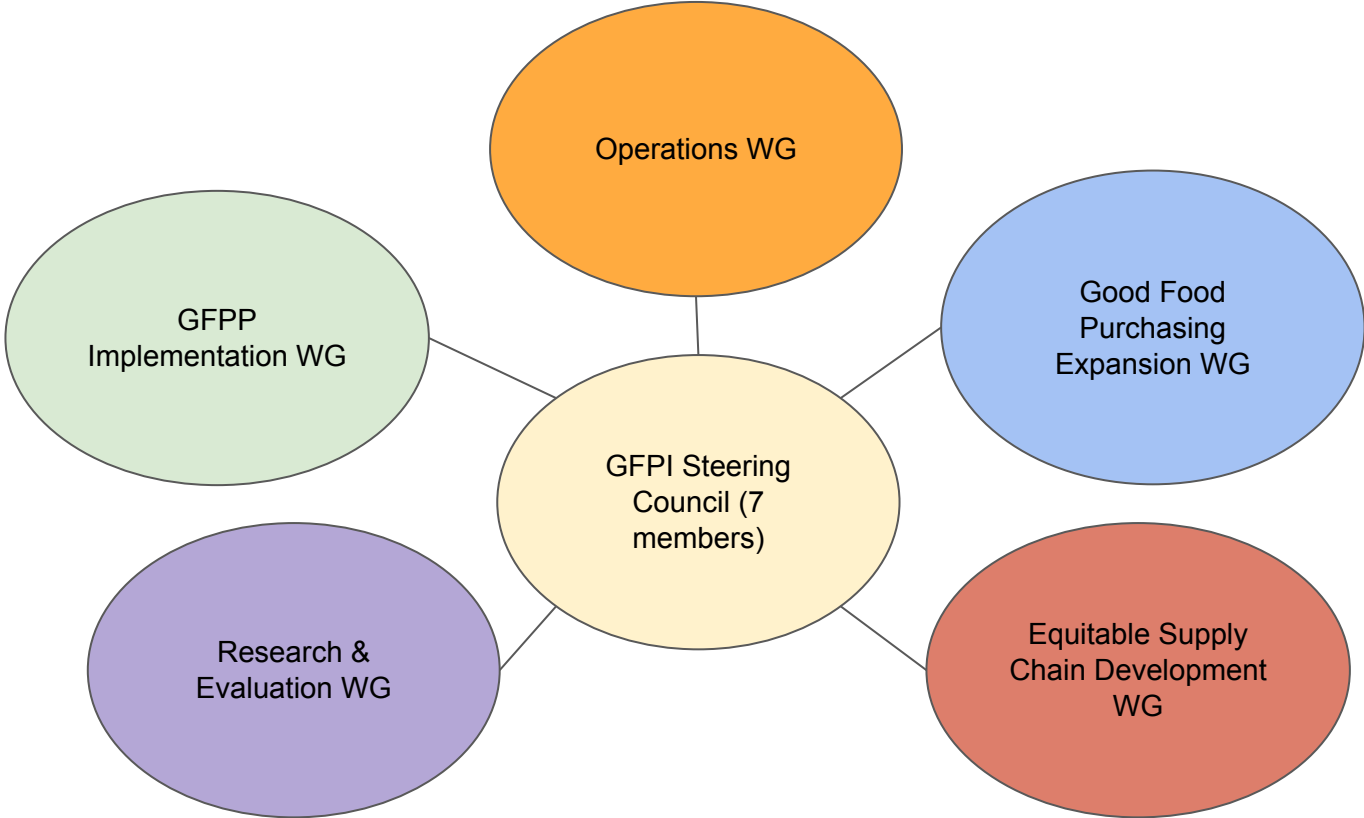 Operations WG
GFPP
Implementation WG
Good Food
Purchasing
Expansion WG
GFPI Steering
Council (7
members)
Research &
Evaluation WG
Equitable Supply
Chain Development
WG